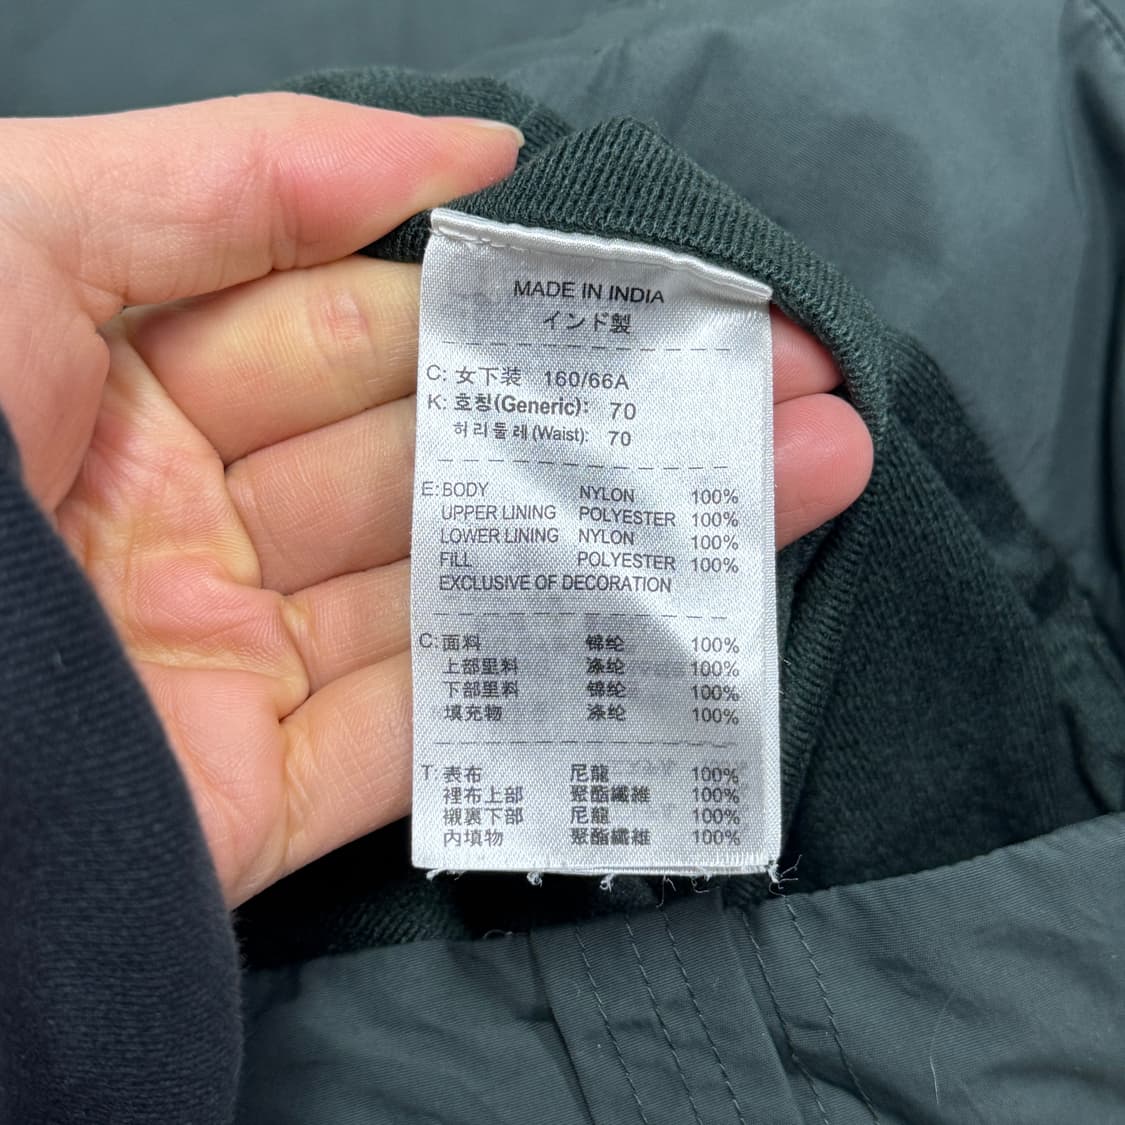 MADE IN INDIA
インド製
C: 女下装 160/66A
K: 호칭(Generic): 70
허리둘레(Waist): 70
E: BODY NYLON 100%
UPPER LINING POLYESTER 100%
LOWER LINING NYLON 100%
FILL POLYESTER 100%
EXCLUSIVE OF DECORATION
C: 面料 锦纶 100%
上部里料 涤纶 100%
下部里料 锦纶 100%
填充物 涤纶 100%
T: 表布 尼龍 100%
裡布上部 聚酯纖維 100%
襯裏下部 尼龍 100%
內填物 聚酯纖維 100%